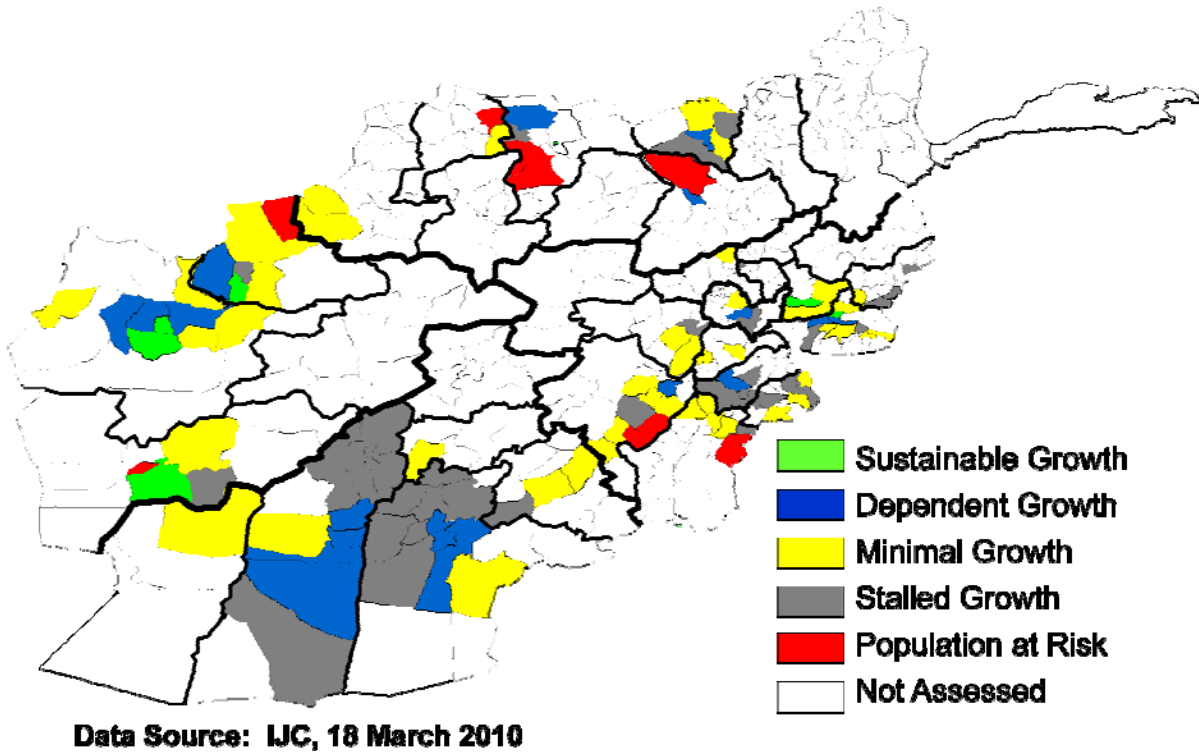 Sustainable Growth
Dependent Growth
Minimal Growth
Stalled Growth
Population at Risk
Not Assessed
Data Source: IJC, 18 March 2010